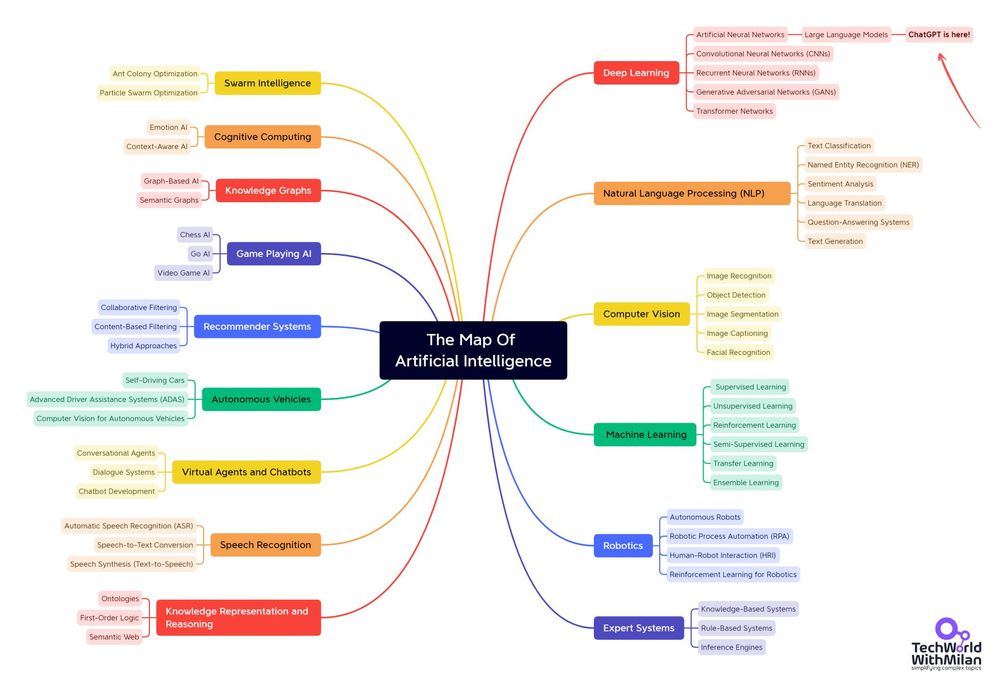 The Map Of
Artificial Intelligence
Swarm Intelligence
Ant Colony Optimization
Particle Swarm Optimization
Cognitive Computing
Emotion AI
Context-Aware AI
Knowledge Graphs
Graph-Based AI
Semantic Graphs
Game Playing AI
Chess AI
Go AI
Video Game AI
Recommender Systems
Collaborative Filtering
Content-Based Filtering
Hybrid Approaches
Autonomous Vehicles
Self-Driving Cars
Advanced Driver Assistance Systems (ADAS)
Computer Vision for Autonomous Vehicles
Virtual Agents and Chatbots
Conversational Agents
Dialogue Systems
Chatbot Development
Speech Recognition
Automatic Speech Recognition (ASR)
Speech-to-Text Conversion
Speech Synthesis (Text-to-Speech)
Knowledge Representation and
Reasoning
Ontologies
First-Order Logic
Semantic Web
Deep Learning
Artificial Neural Networks
Large Language Models
ChatGPT is here!
Convolutional Neural Networks (CNNs)
Recurrent Neural Networks (RNNs)
Generative Adversarial Networks (GANs)
Transformer Networks
Natural Language Processing (NLP)
Text Classification
Named Entity Recognition (NER)
Sentiment Analysis
Language Translation
Question-Answering Systems
Text Generation
Computer Vision
Image Recognition
Object Detection
Image Segmentation
Image Captioning
Facial Recognition
Machine Learning
Supervised Learning
Unsupervised Learning
Reinforcement Learning
Semi-Supervised Learning
Transfer Learning
Ensemble Learning
Robotics
Autonomous Robots
Robotic Process Automation (RPA)
Human-Robot Interaction (HRI)
Reinforcement Learning for Robotics
Expert Systems
Knowledge-Based Systems
Rule-Based Systems
Inference Engines
TechWorld
WithMilan
simplifying complex topics